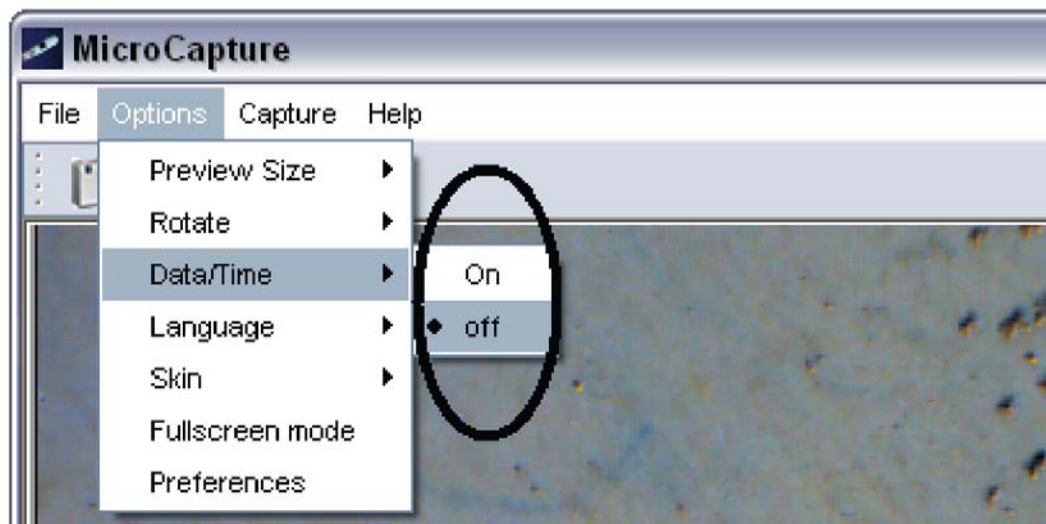 MicroCapture
File Options Capture Help
Preview Size
Rotate
Data/Time
On
Language
off
Skin
Fullscreen mode
Preferences